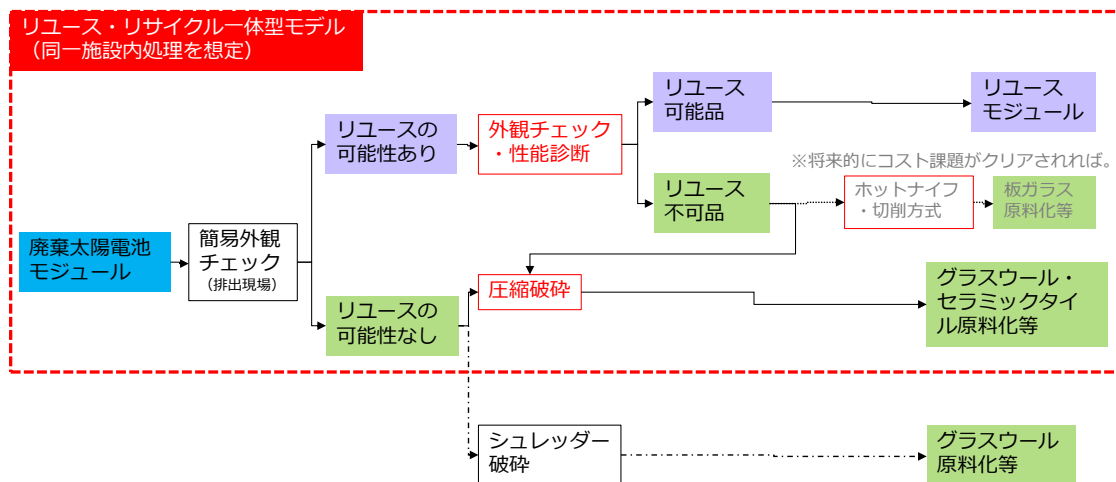 リユース・リサイクル一体型モデル
（同一施設内処理を想定）
リユース
可能品
リユース
モジュール
リユースの
可能性あり
外観チェック
・性能診断
※将来的にコスト課題がクリアされれば。
リユース
不可品
ホットナイフ
・切削方式
板ガラス
原料化等
廃棄太陽電池
モジュール
簡易外観
チェック
（排出現場）
圧縮破砕
グラスウール・
セラミックタイ
ル原料化等
リユースの
可能性なし
シュレッダー
破砕
グラスウール
原料化等